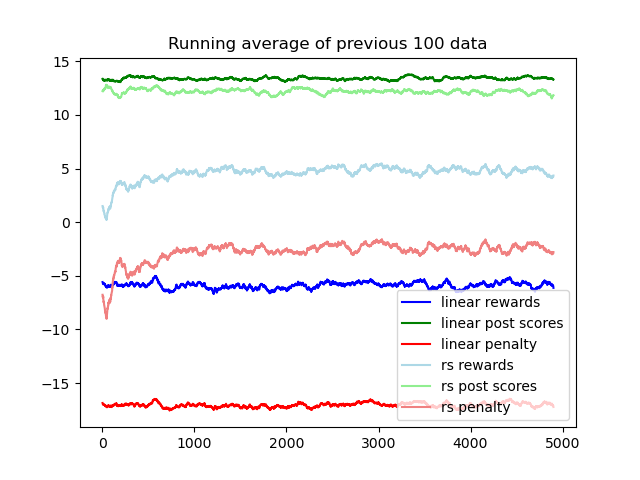 Running average of previous 100 data
15
10
5
0
−5
−10
−15
linear rewards
linear post scores
linear penalty
rs rewards
rs post scores
rs penalty
0 1000 2000 3000 4000 5000